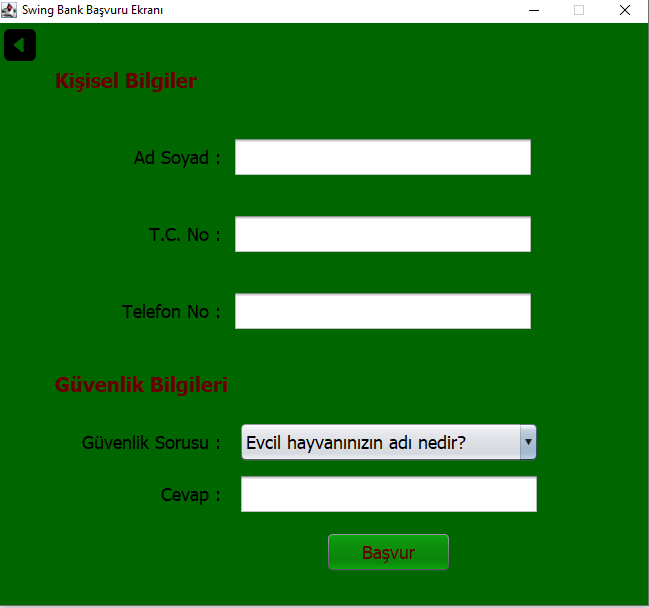 Swing Bank Başvuru Ekranı
Kişisel Bilgiler
Ad Soyad :
T.C. No :
Telefon No :
Güvenlik Bilgileri
Güvenlik Sorusu : Evcil hayvanınızın adı nedir?
Cevap :
Başvur